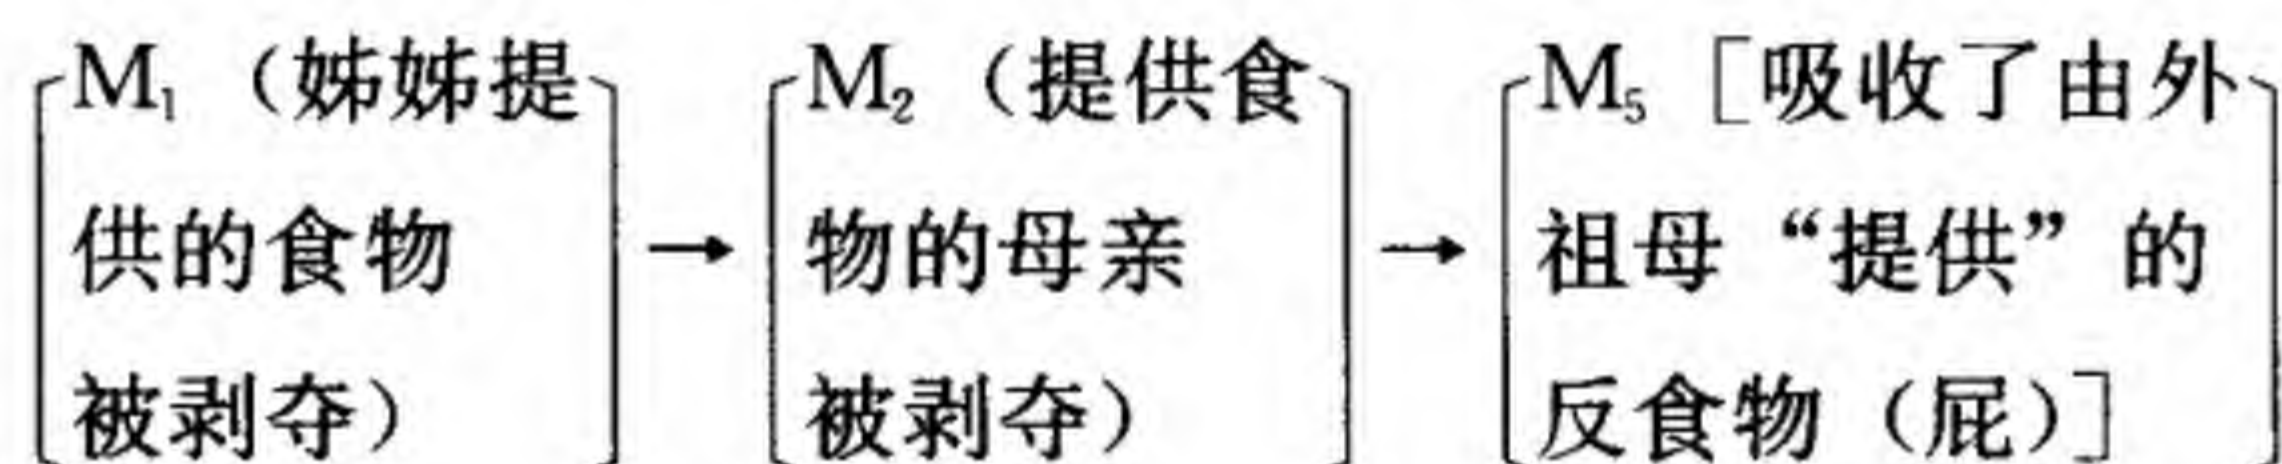 M₁（姊姊提 M₂（提供食 M₅［吸收了由外
供的食物 → 物的母亲 → 祖母“提供”的
被剥夺） 被剥夺） 反食物（屁）］